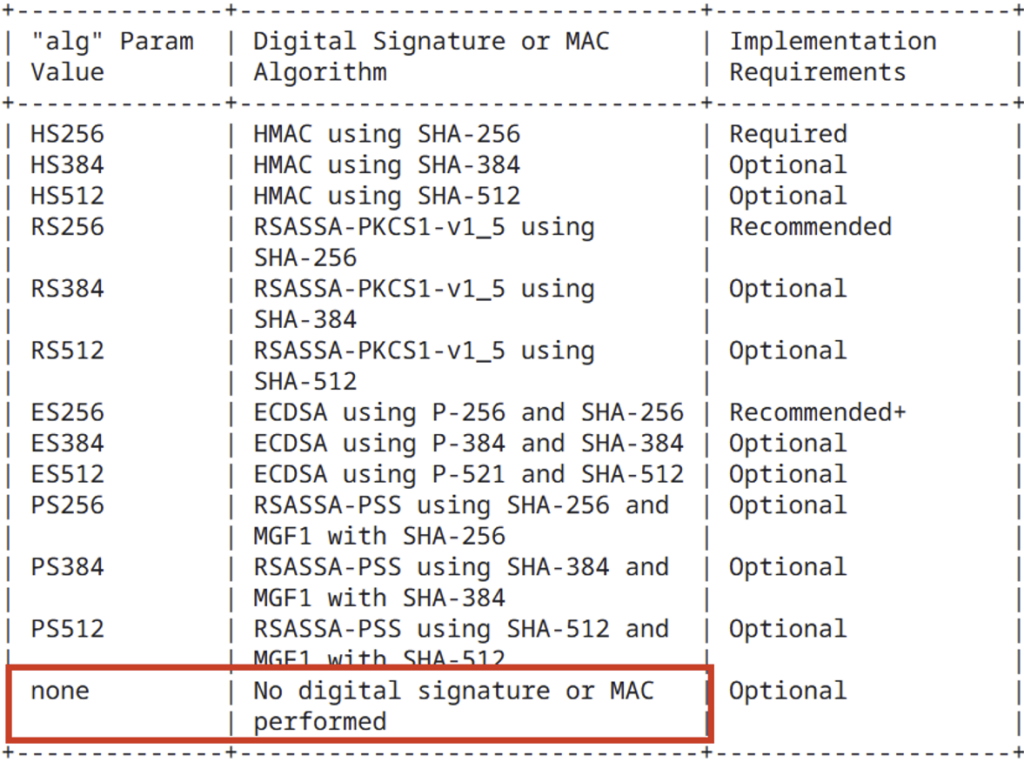 +--------------+-------------------------------+--------------------+
| "alg" Param | Digital Signature or MAC | Implementation |
| Value | Algorithm | Requirements |
+--------------+-------------------------------+--------------------+
| HS256 | HMAC using SHA-256 | Required |
| HS384 | HMAC using SHA-384 | Optional |
| HS512 | HMAC using SHA-512 | Optional |
| RS256 | RSASSA-PKCS1-v1_5 using | Recommended |
| | SHA-256 | |
| RS384 | RSASSA-PKCS1-v1_5 using | Optional |
| | SHA-384 | |
| RS512 | RSASSA-PKCS1-v1_5 using | Optional |
| | SHA-512 | |
| ES256 | ECDSA using P-256 and SHA-256 | Recommended+ |
| ES384 | ECDSA using P-384 and SHA-384 | Optional |
| ES512 | ECDSA using P-521 and SHA-512 | Optional |
| PS256 | RSASSA-PSS using SHA-256 and | Optional |
| | MGF1 with SHA-256 | |
| PS384 | RSASSA-PSS using SHA-384 and | Optional |
| | MGF1 with SHA-384 | |
| PS512 | RSASSA-PSS using SHA-512 and | Optional |
| | MGF1 with SHA-512 | |
| none | No digital signature or MAC | Optional |
| | performed | |
+--------------+-------------------------------+--------------------+